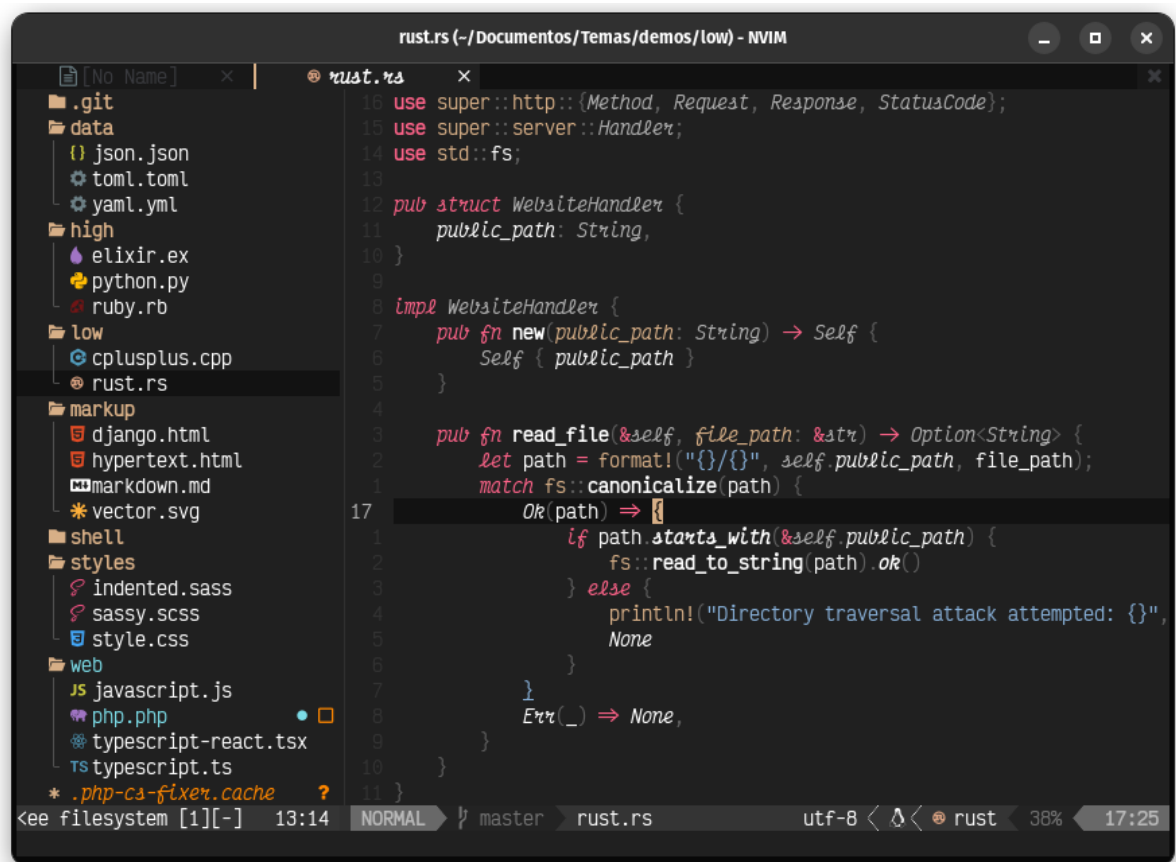 rust.rs (~/Documentos/Temas/demos/low) - NVIM
[No Name] ×
rust.rs ×
.git
data
{} json.json
toml.toml
yaml.yml
high
elixir.ex
python.py
ruby.rb
low
cplusplus.cpp
rust.rs
markup
django.html
hypertext.html
markdown.md
vector.svg
shell
styles
indented.sass
sassy.scss
style.css
web
JS javascript.js
php.php
typescript-react.tsx
TS typescript.ts
* .php-cs-fixer.cache ?
16 use super::http::{Method, Request, Response, StatusCode};
15 use super::server::Handler;
14 use std::fs;
13
12 pub struct WebsiteHandler {
11     public_path: String,
10 }
9
8 impl WebsiteHandler {
7     pub fn new(public_path: String) → Self {
6         Self { public_path }
5     }
4
3     pub fn read_file(&self, file_path: &str) → Option<String> {
2         let path = format!("{}/{}", self.public_path, file_path);
1         match fs::canonicalize(path) {
17             Ok(path) ⇒ {
1                 if path.starts_with(&self.public_path) {
2                     fs::read_to_string(path).ok()
3                 } else {
4                     println!("Directory traversal attack attempted: {}",
5                     None
6                 }
7             }
8             Err(_) ⇒ None,
9         }
10     }
11 }
<ee filesystem [1][-] 13:14
NORMAL master rust.rs utf-8 rust 38% 17:25